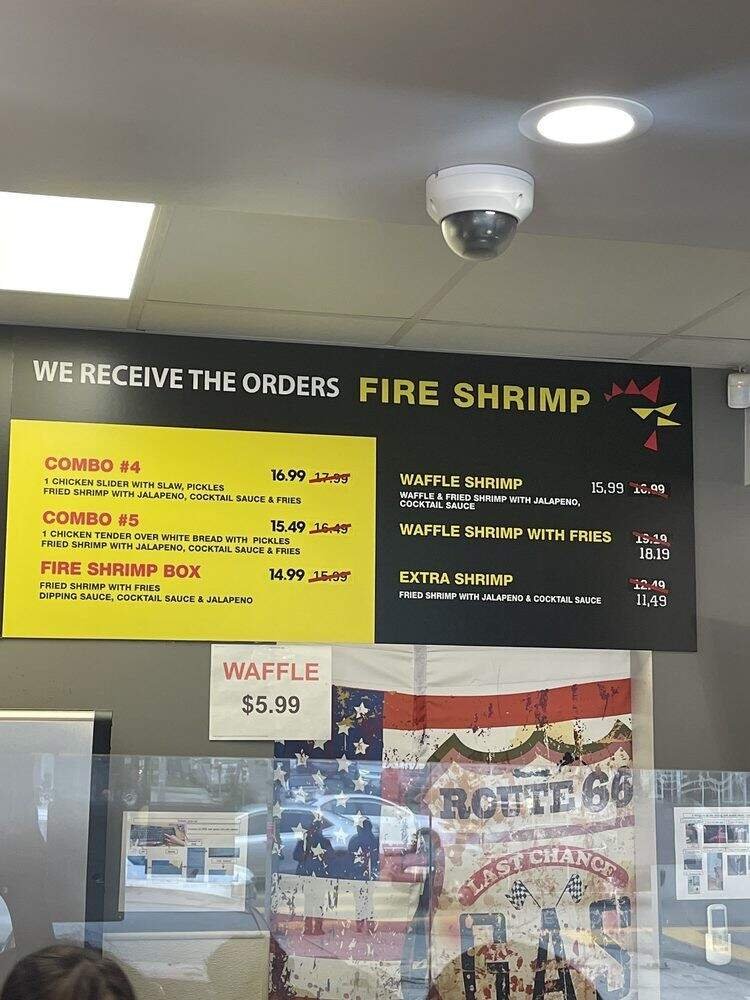 WE RECEIVE THE ORDERS FIRE SHRIMP
COMBO #4 16.99 17.99
1 CHICKEN SLIDER WITH SLAW, PICKLES
FRIED SHRIMP WITH JALAPENO, COCKTAIL SAUCE & FRIES
COMBO #5 15.49 16.49
1 CHICKEN TENDER OVER WHITE BREAD WITH PICKLES
FRIED SHRIMP WITH JALAPENO, COCKTAIL SAUCE & FRIES
FIRE SHRIMP BOX 14.99 15.99
FRIED SHRIMP WITH FRIES
DIPPING SAUCE, COCKTAIL SAUCE & JALAPENO
WAFFLE SHRIMP 15,99 16.99
WAFFLE & FRIED SHRIMP WITH JALAPENO,
COCKTAIL SAUCE
WAFFLE SHRIMP WITH FRIES 19.19
18.19
EXTRA SHRIMP 12.49
FRIED SHRIMP WITH JALAPENO & COCKTAIL SAUCE 11,49
WAFFLE
$5.99
ROUTE 66
LAST CHANCE
GAS